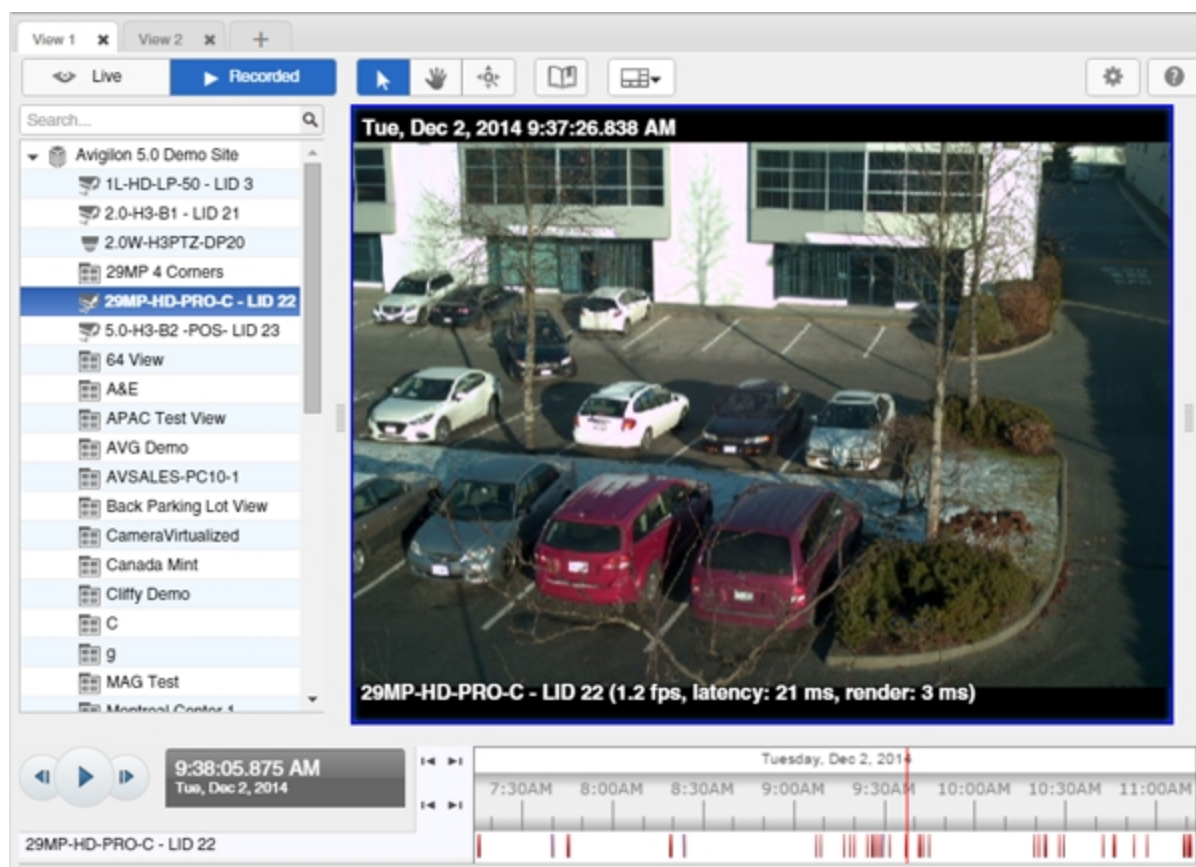 View 1
View 2
Live
Recorded
Search...
Tue, Dec 2, 2014 9:37:26.838 AM
Avigilon 5.0 Demo Site
1L-HD-LP-50 - LID 3
2.0-H3-B1 - LID 21
2.0W-H3PTZ-DP20
29MP 4 Corners
29MP-HD-PRO-C - LID 22
5.0-H3-B2 -POS- LID 23
64 View
A&E
APAC Test View
AVG Demo
AVSALES-PC10-1
Back Parking Lot View
CameraVirtualized
Canada Mint
Cliffy Demo
C
g
MAG Test
Montreal Center 1
29MP-HD-PRO-C - LID 22 (1.2 fps, latency: 21 ms, render: 3 ms)
9:38:05.875 AM
Tue, Dec 2, 2014
Tuesday, Dec 2, 2014
7:30AM 8:00AM 8:30AM 9:00AM 9:30AM 10:00AM 10:30AM 11:00AM
29MP-HD-PRO-C - LID 22